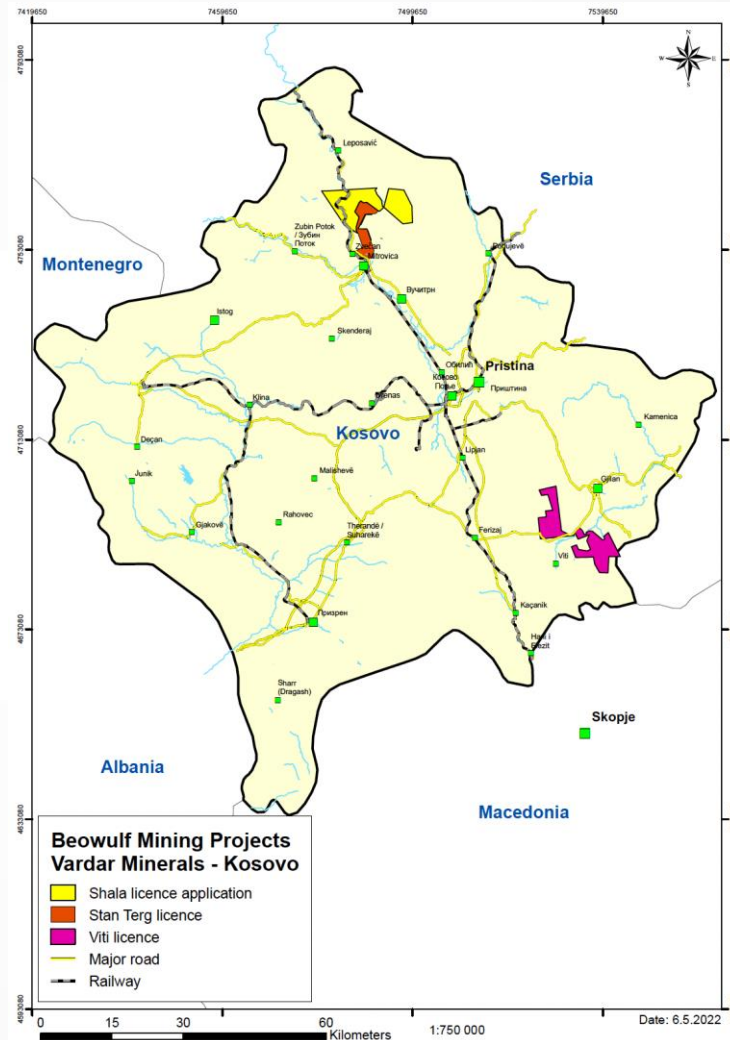 7419650
7459650
7499650
7539650
4793080
N
W
E
S
Leposavić
Serbia
Zubin Potok
/ Зубин
Поток
Zvečan
Mitrovica
4753080
Podujevë
Montenegro
Вучитрн
Istog
Skenderaj
Обилић
Pristina
Косово
Поље
Приштина
Klina
Drenas
Kosovo
Kamenica
4713080
Deçan
Lipjan
Junik
Malishevë
Gjilan
Rahovec
Gjakovë
Therandë /
Suharekë
Ferizaj
Viti
Призрен
Kaçanik
4673080
Hani i
Elezit
Sharr
(Dragash)
Skopje
Albania
Macedonia
4633080
Beowulf Mining Projects
Vardar Minerals - Kosovo
Shala licence application
Stan Terg licence
Viti licence
Major road
Railway
4593080
0 15 30 60
Kilometers
1:750 000
Date: 6.5.2022